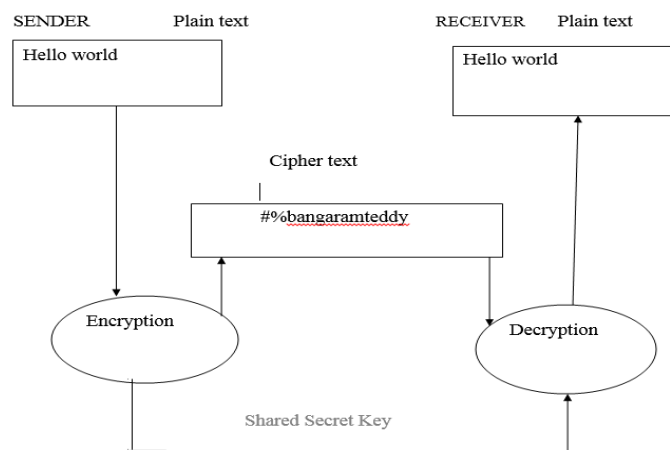 SENDER Plain text
RECEIVER Plain text
Hello world
Hello world
Cipher text
#%bangaramteddy
Encryption
Decryption
Shared Secret Key